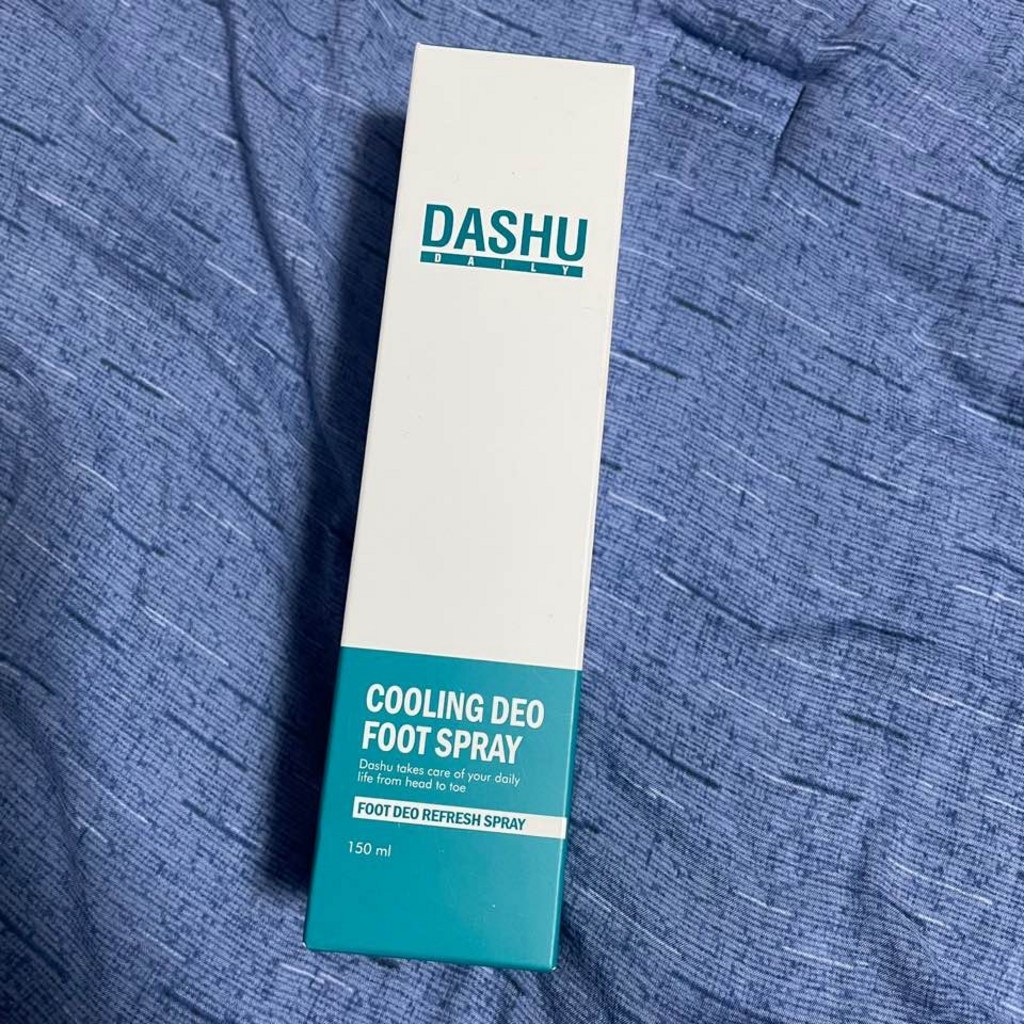 DASHU
DAILY
COOLING DEO
FOOT SPRAY
Dashu takes care of your daily
life from head to toe
FOOT DEO REFRESH SPRAY
150 ml